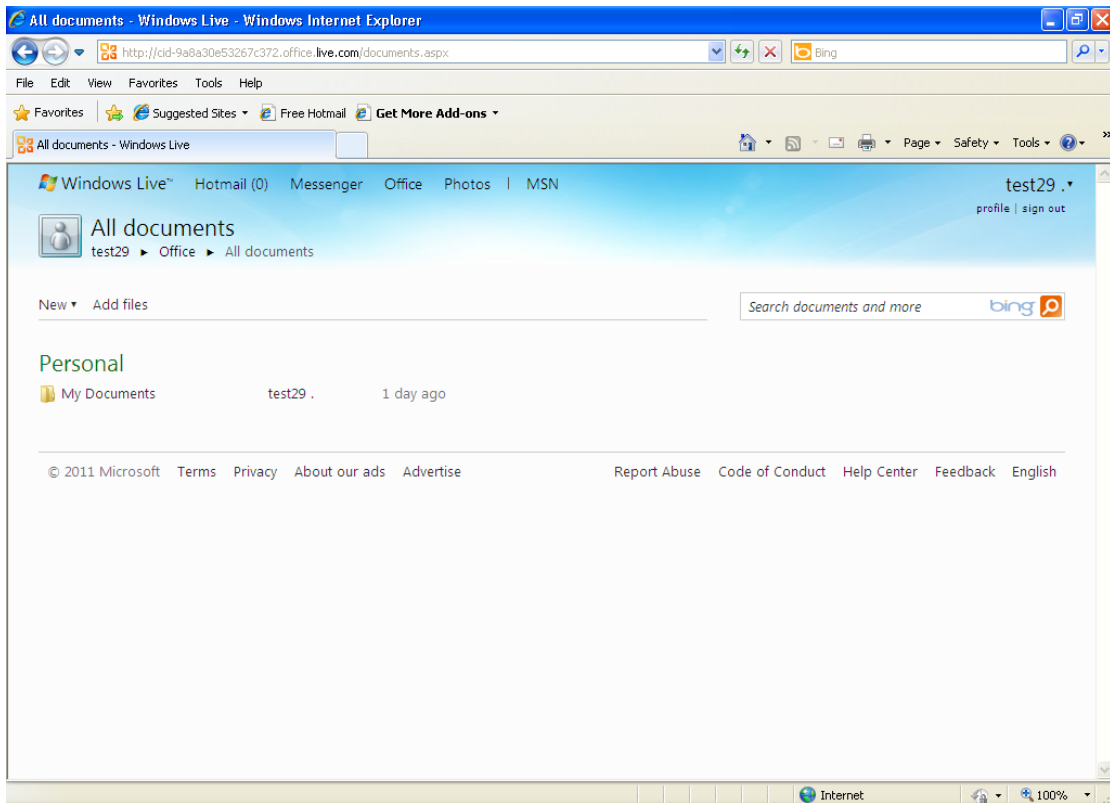 All documents - Windows Live - Windows Internet Explorer
http://cid-9a8a30e53267c372.office.live.com/documents.aspx Bing
File Edit View Favorites Tools Help
Favorites Suggested Sites Free Hotmail Get More Add-ons
All documents - Windows Live Page Safety Tools »
Windows Live™ Hotmail (0) Messenger Office Photos | MSN test29 .
profile | sign out
All documents
test29 ► Office ► All documents
New Add files Search documents and more bing
Personal
My Documents test29 . 1 day ago
© 2011 Microsoft Terms Privacy About our ads Advertise Report Abuse Code of Conduct Help Center Feedback English
Internet 100%